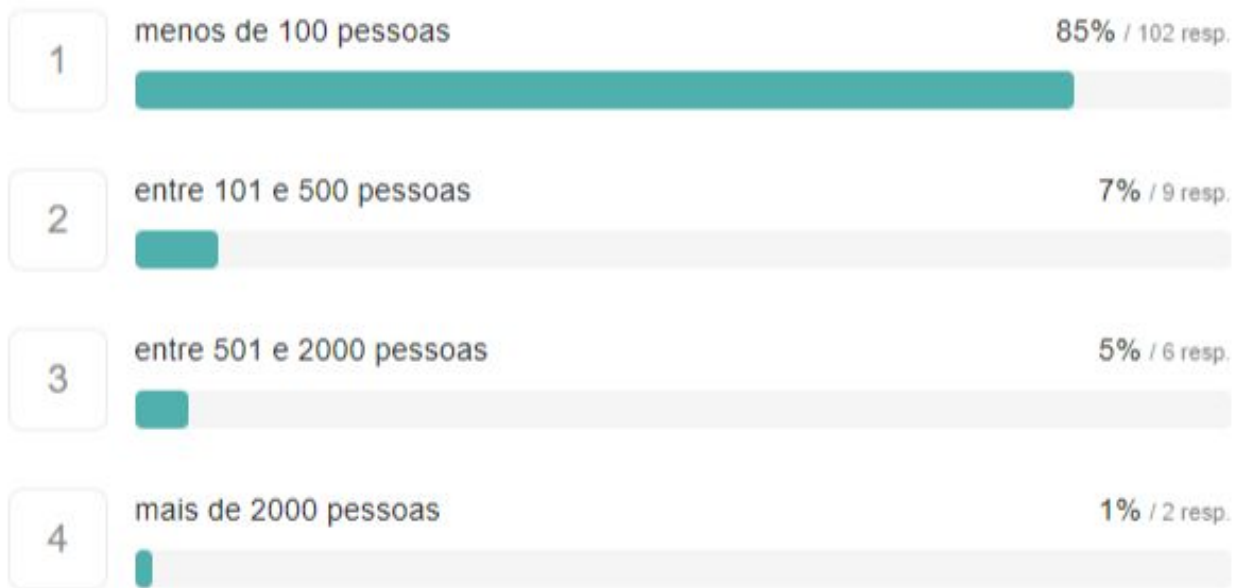 1
menos de 100 pessoas 85% / 102 resp.
2
entre 101 e 500 pessoas 7% / 9 resp.
3
entre 501 e 2000 pessoas 5% / 6 resp.
4
mais de 2000 pessoas 1% / 2 resp.